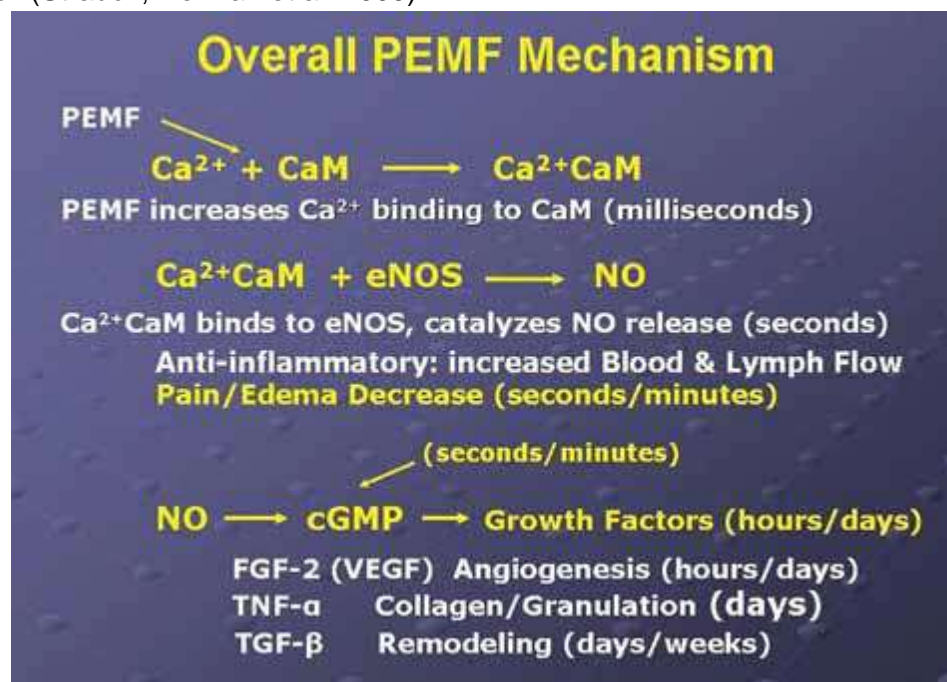 Overall PEMF Mechanism
PEMF
Ca²⁺ + CaM → Ca²⁺CaM
PEMF increases Ca²⁺ binding to CaM (milliseconds)
Ca²⁺CaM + eNOS → NO
Ca²⁺CaM binds to eNOS, catalyzes NO release (seconds)
Anti-inflammatory: increased Blood & Lymph Flow
Pain/Edema Decrease (seconds/minutes)
(seconds/minutes)
NO → cGMP → Growth Factors (hours/days)
FGF-2 (VEGF) Angiogenesis (hours/days)
TNF-α Collagen/Granulation (days)
TGF-β Remodeling (days/weeks)